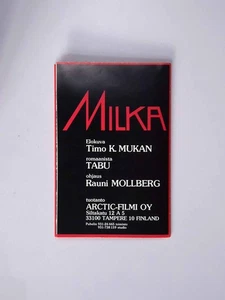 MILKA
Elokuva
Timo K. MUKAN
romaanista
TABU
ohjaus
Rauni MOLLBERG
tuotanto
ARCTIC-FILMI OY
Siltakatu 12 A 5
33100 TAMPERE 10 FINLAND
Puhelin